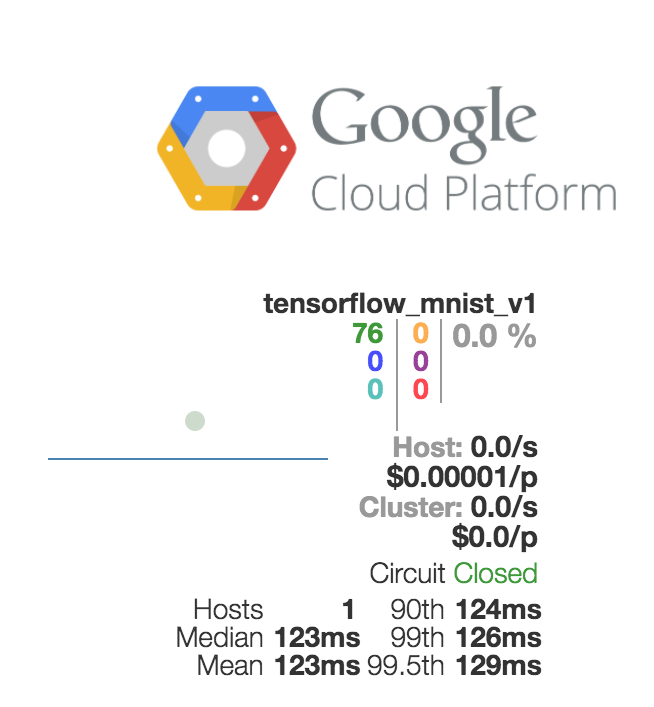 Google
Cloud Platform
tensorflow_mnist_v1
76 0 0.0 %
0 0
0 0
Host: 0.0/s
$0.00001/p
Cluster: 0.0/s
$0.0/p
Circuit Closed
Hosts 1 90th 124ms
Median 123ms 99th 126ms
Mean 123ms 99.5th 129ms